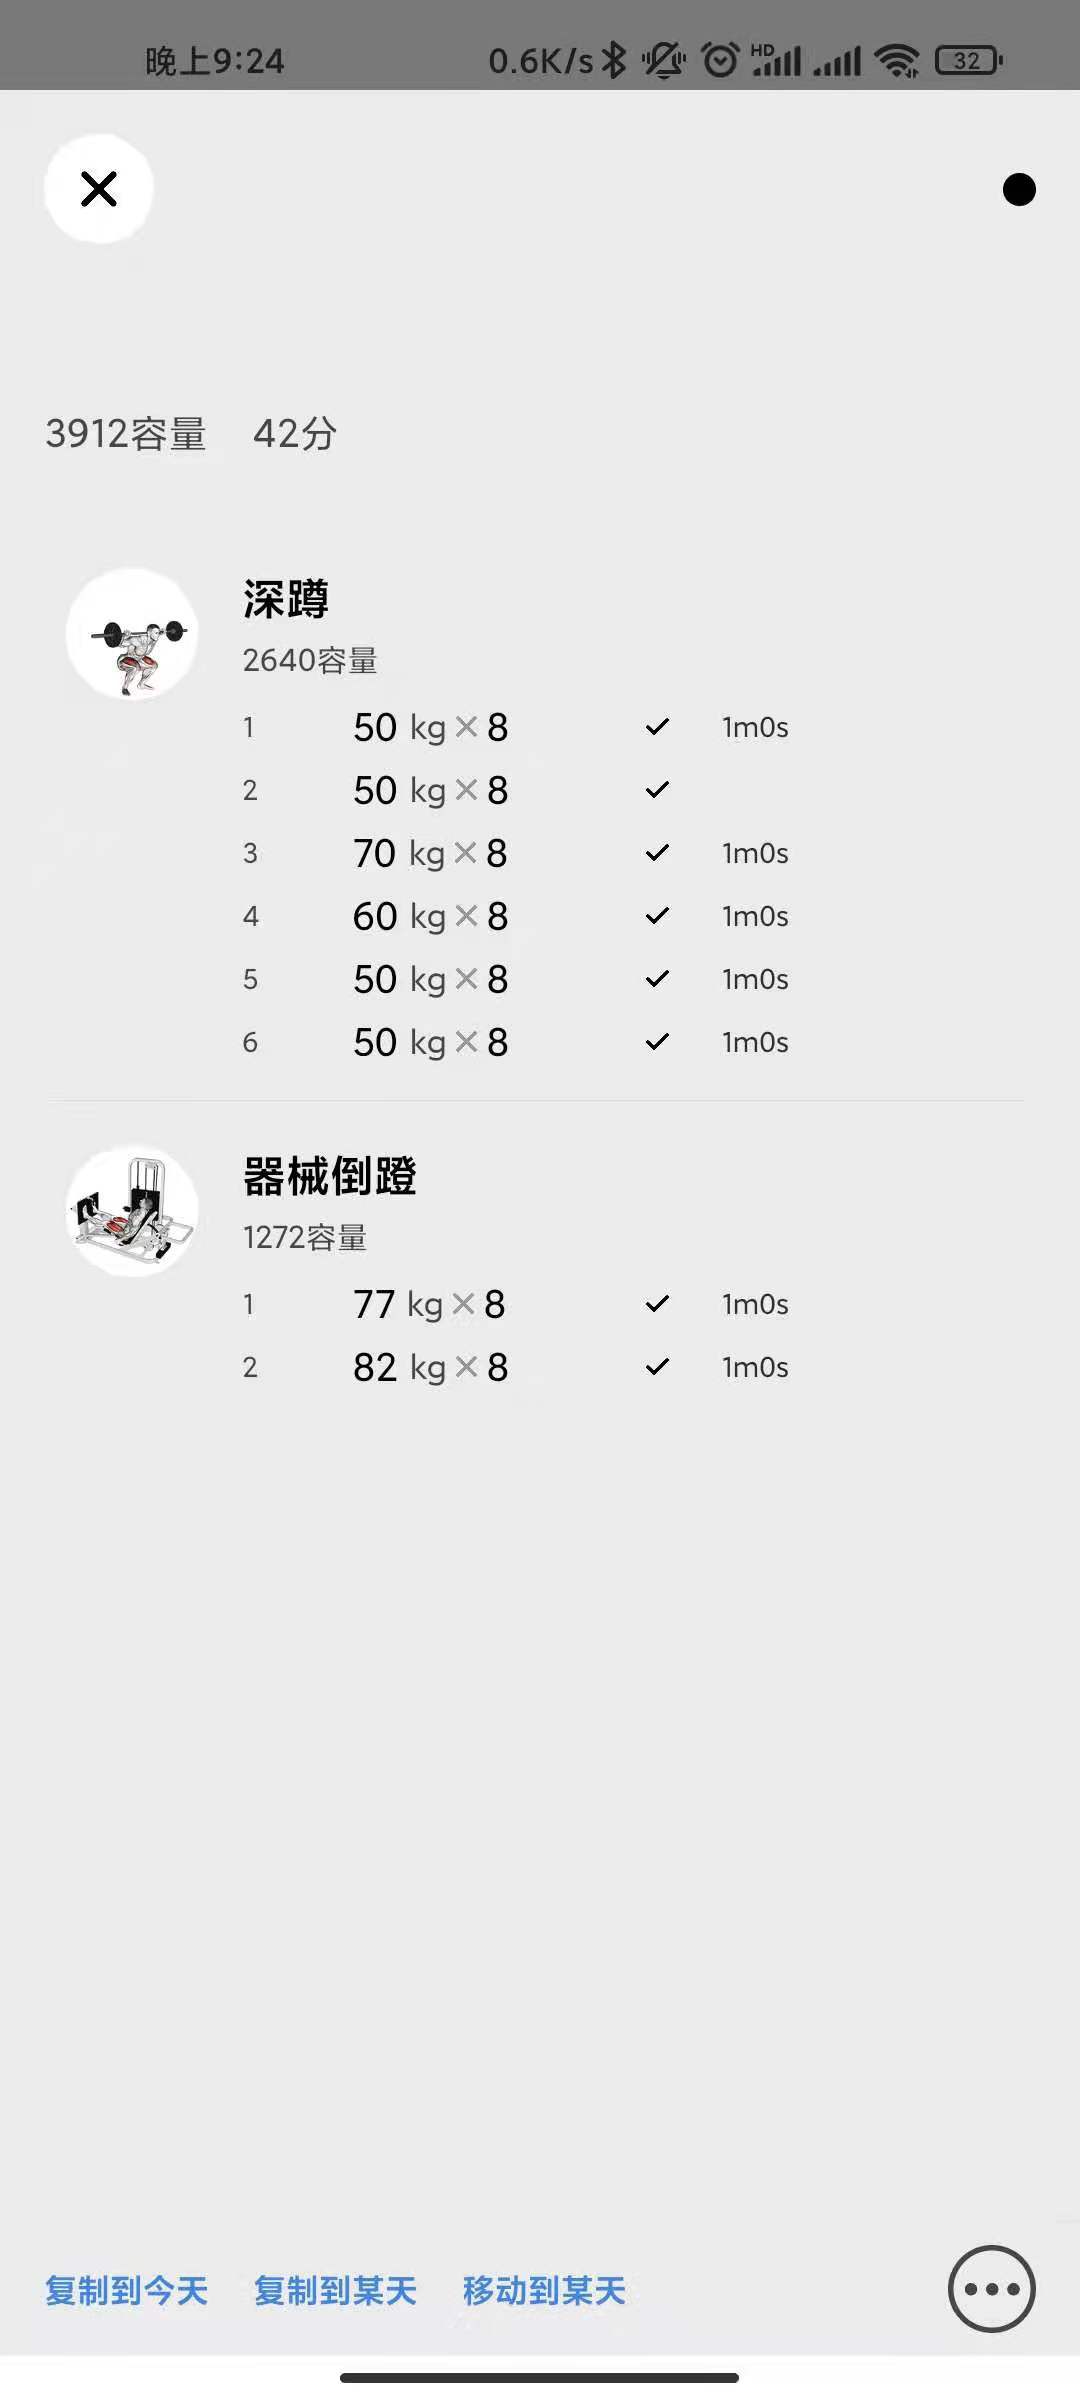 晚上9:24 0.6K/s HD 32
3912容量 42分
深蹲
2640容量
1 50 kg×8 ✓ 1m0s
2 50 kg×8 ✓
3 70 kg×8 ✓ 1m0s
4 60 kg×8 ✓ 1m0s
5 50 kg×8 ✓ 1m0s
6 50 kg×8 ✓ 1m0s
器械倒蹬
1272容量
1 77 kg×8 ✓ 1m0s
2 82 kg×8 ✓ 1m0s
复制到今天 复制到某天 移动到某天